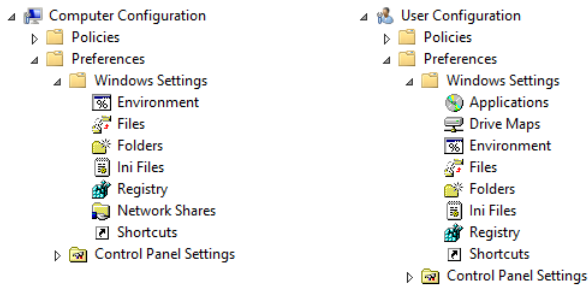 Computer Configuration
Policies
Preferences
Windows Settings
Environment
Files
Folders
Ini Files
Registry
Network Shares
Shortcuts
Control Panel Settings
User Configuration
Policies
Preferences
Windows Settings
Applications
Drive Maps
Environment
Files
Folders
Ini Files
Registry
Shortcuts
Control Panel Settings